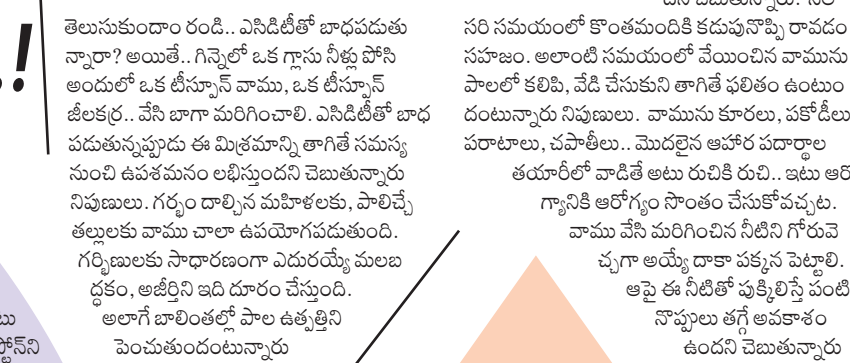 ..!
తెలుసుకుందాం రండి.. ఎసిడిటీతో బాధపడుతు
న్నారా? అయితే.. గిన్నెలో ఒక గ్లాసు నీళ్లు పోసి
అందులో ఒక టీస్పూన్ వాము, ఒక టీస్పూన్
జీలకర్ర.. వేసి బాగా మరిగించాలి. ఎసిడిటీతో బాధ
పడుతున్నప్పుడు ఈ మిశ్రమాన్ని తాగితే సమస్య
నుంచి ఉపశమనం లభిస్తుందని చెబుతున్నారు
నిపుణులు. గర్భం దాల్చిన మహిళలకు, పాలిచ్చే
తల్లులకు వాము చాలా ఉపయోగపడుతుంది.
గర్భిణులకు సాధారణంగా ఎదురయ్యే మలబ
ద్ధకం, అజీర్తిని ఇది దూరం చేస్తుంది.
అలాగే బాలింతల్లో పాల ఉత్పత్తిని
పెంచుతుందంటున్నారు
సరి సమయంలో కొంతమందికి కడుపునొప్పి రావడం
సహజం. అలాంటి సమయంలో వేయించిన వామును
పాలలో కలిపి, వేడి చేసుకుని తాగితే ఫలితం ఉంటుం
దంటున్నారు నిపుణులు. వామును కూరలు, పకోడీలు
పరాటాలు, చపాతీలు.. మొదలైన ఆహార పదార్థాల
తయారీలో వాడితే అటు రుచికి రుచి.. ఇటు ఆరో
గ్యానికి ఆరోగ్యం సొంతం చేసుకోవచ్చట.
వాము వేసి మరిగించిన నీటిని గోరువె
చ్చగా అయ్యే దాకా పక్కన పెట్టాలి.
ఆపై ఈ నీటితో పుక్కిలిస్తే పంటి
నొప్పులు తగ్గే అవకాశం
ఉందని చెబుతున్నారు